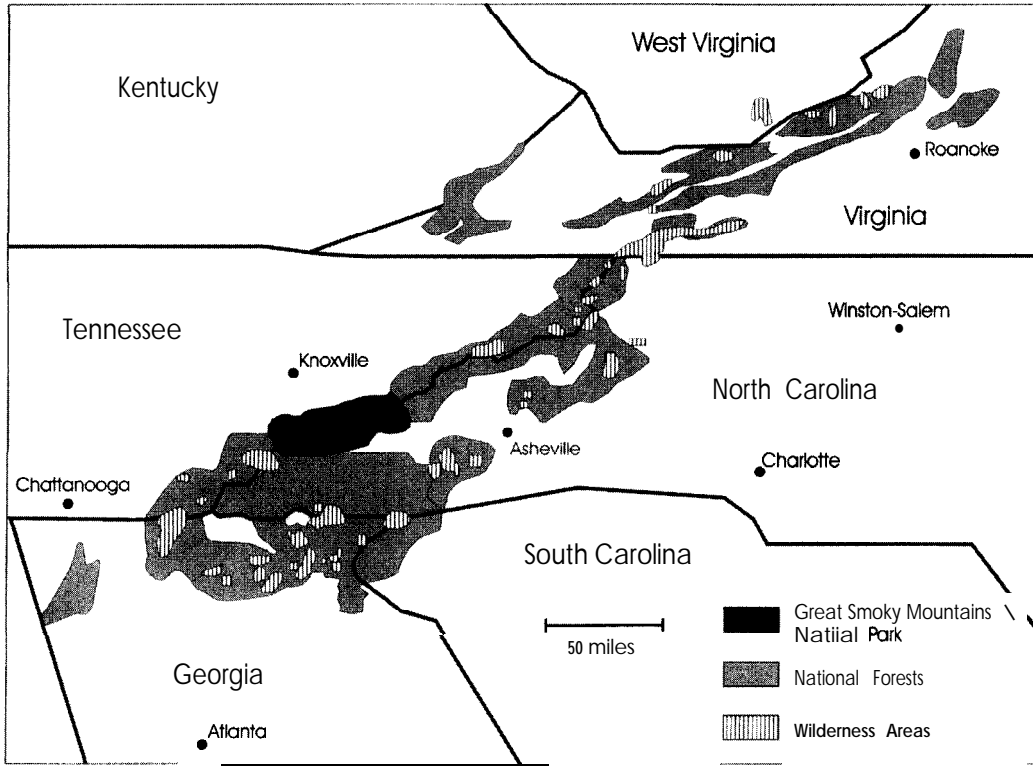 West Virginia
Kentucky
Roanoke
Virginia
Tennessee
Winston-Salem
Knoxville
North Carolina
Asheville
Charlotte
Chattanooga
South Carolina
50 miles
Georgia
Atlanta
Great Smoky Mountains
Natiial Park
National Forests
Wilderness Areas